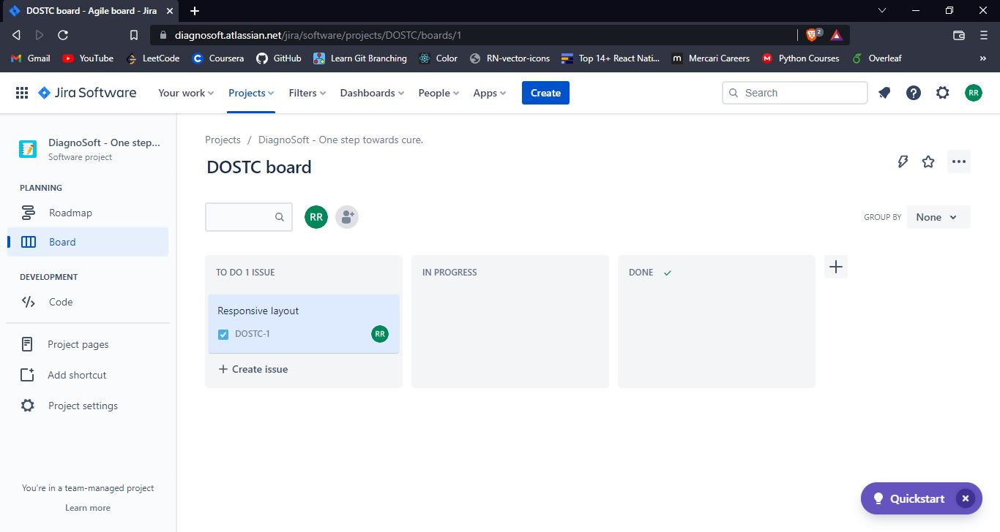 DOSTC board - Agile board - Jira
diagnosoft.atlassian.net/jira/software/projects/DOSTC/boards/1
2
Gmail YouTube LeetCode Coursera GitHub Learn Git Branching Color RN-vector-icons Top 14+ React Nati... Mercari Careers Python Courses Overleaf »
Jira Software Your work Projects Filters Dashboards People Apps Create Search RR
DiagnoSoft - One step...
Software project
PLANNING
Roadmap
Board
DEVELOPMENT
Code
Project pages
Add shortcut
Project settings
You're in a team-managed project
Learn more
Projects / DiagnoSoft - One step towards cure.
DOSTC board
RR
GROUP BY None
TO DO 1 ISSUE
Responsive layout
DOSTC-1 RR
+ Create issue
IN PROGRESS
DONE
Quickstart